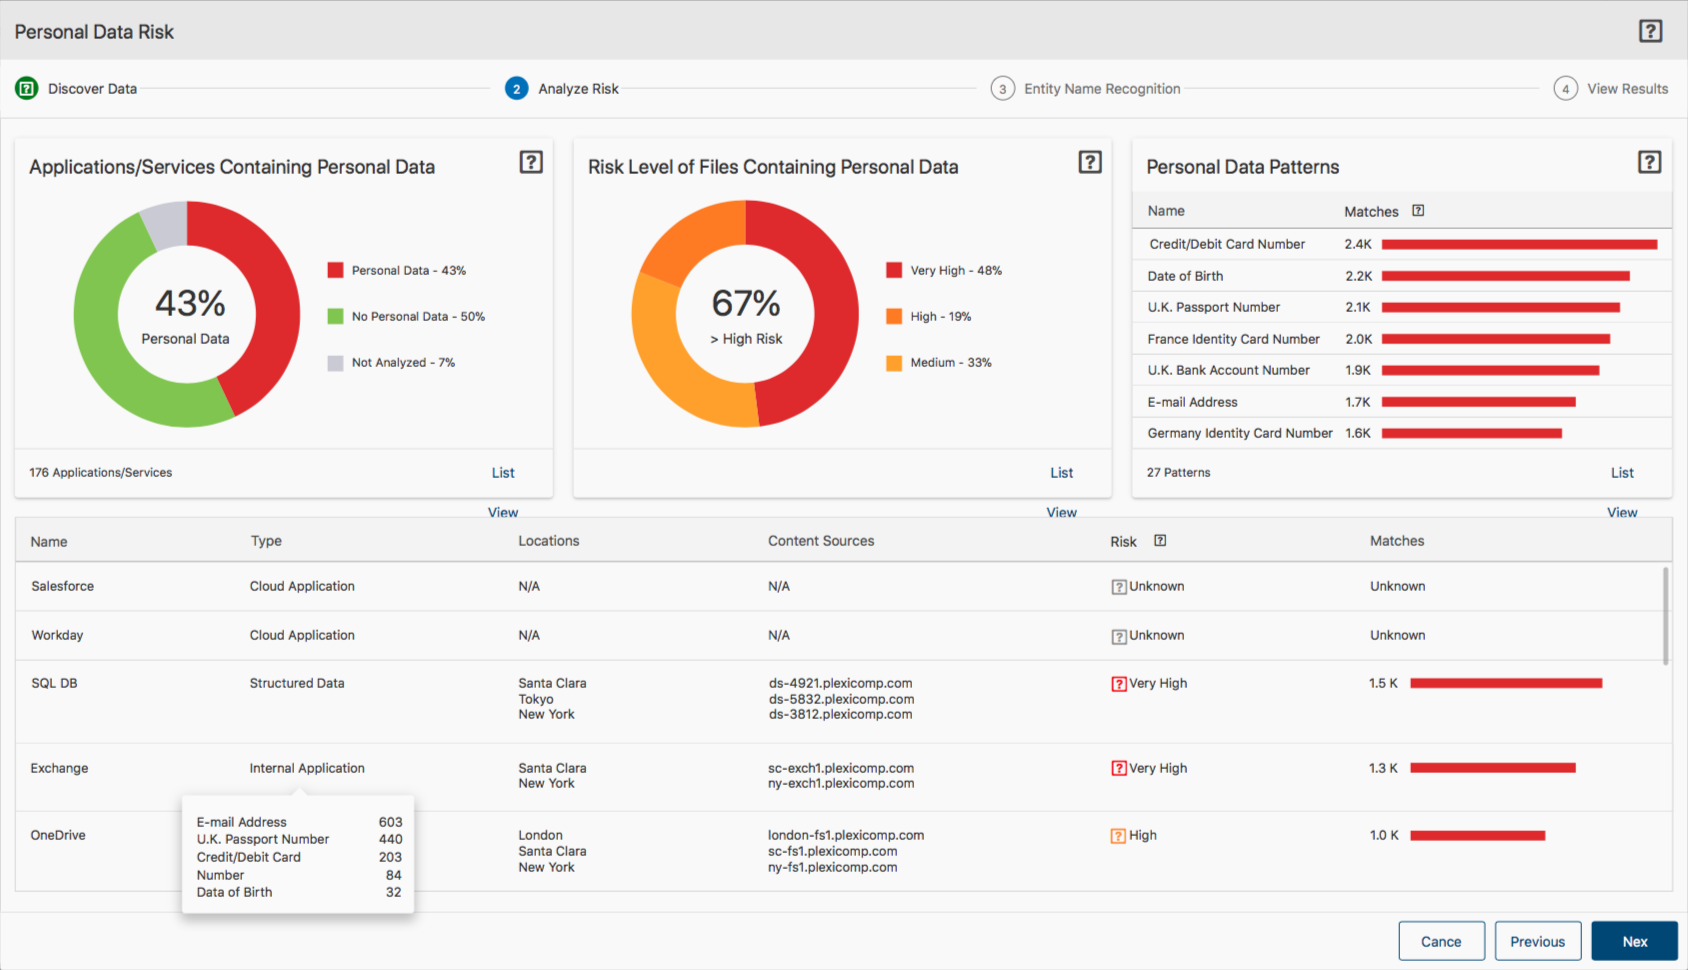 Personal Data Risk
Discover Data
2 Analyze Risk
3 Entity Name Recognition
4 View Results
Applications/Services Containing Personal Data
43%
Personal Data
Personal Data - 43%
No Personal Data - 50%
Not Analyzed - 7%
176 Applications/Services
List
View
Risk Level of Files Containing Personal Data
67%
> High Risk
Very High - 48%
High - 19%
Medium - 33%
List
View
Personal Data Patterns
Name Matches
Credit/Debit Card Number 2.4K
Date of Birth 2.2K
U.K. Passport Number 2.1K
France Identity Card Number 2.0K
U.K. Bank Account Number 1.9K
E-mail Address 1.7K
Germany Identity Card Number 1.6K
27 Patterns
List
View
Name Type Locations Content Sources Risk Matches
Salesforce Cloud Application N/A N/A Unknown Unknown
Workday Cloud Application N/A N/A Unknown Unknown
SQL DB Structured Data Santa Clara ds-4921.plexicomp.com Very High 1.5 K
Tokyo ds-5832.plexicomp.com
New York ds-3812.plexicomp.com
Exchange Internal Application Santa Clara sc-exch1.plexicomp.com Very High 1.3 K
New York ny-exch1.plexicomp.com
OneDrive London london-fs1.plexicomp.com High 1.0 K
Santa Clara sc-fs1.plexicomp.com
New York ny-fs1.plexicomp.com
E-mail Address 603
U.K. Passport Number 440
Credit/Debit Card 203
Number 84
Data of Birth 32
Cance
Previous
Nex